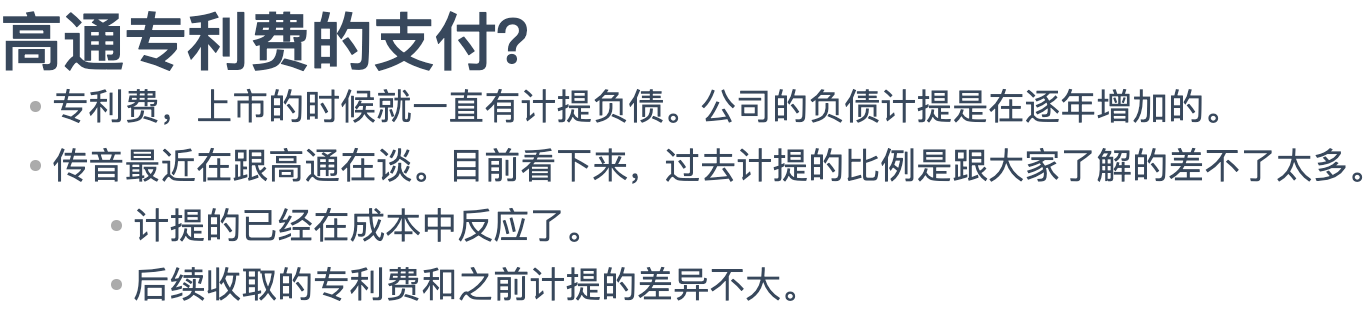 高通专利费的支付？
专利费，上市的时候就一直有计提负债。公司的负债计提是在逐年增加的。
传音最近在跟高通在谈。目前看下来，过去计提的比例是跟大家了解的差不了太多。
计提的已经在成本中反应了。
后续收取的专利费和之前计提的差异不大。